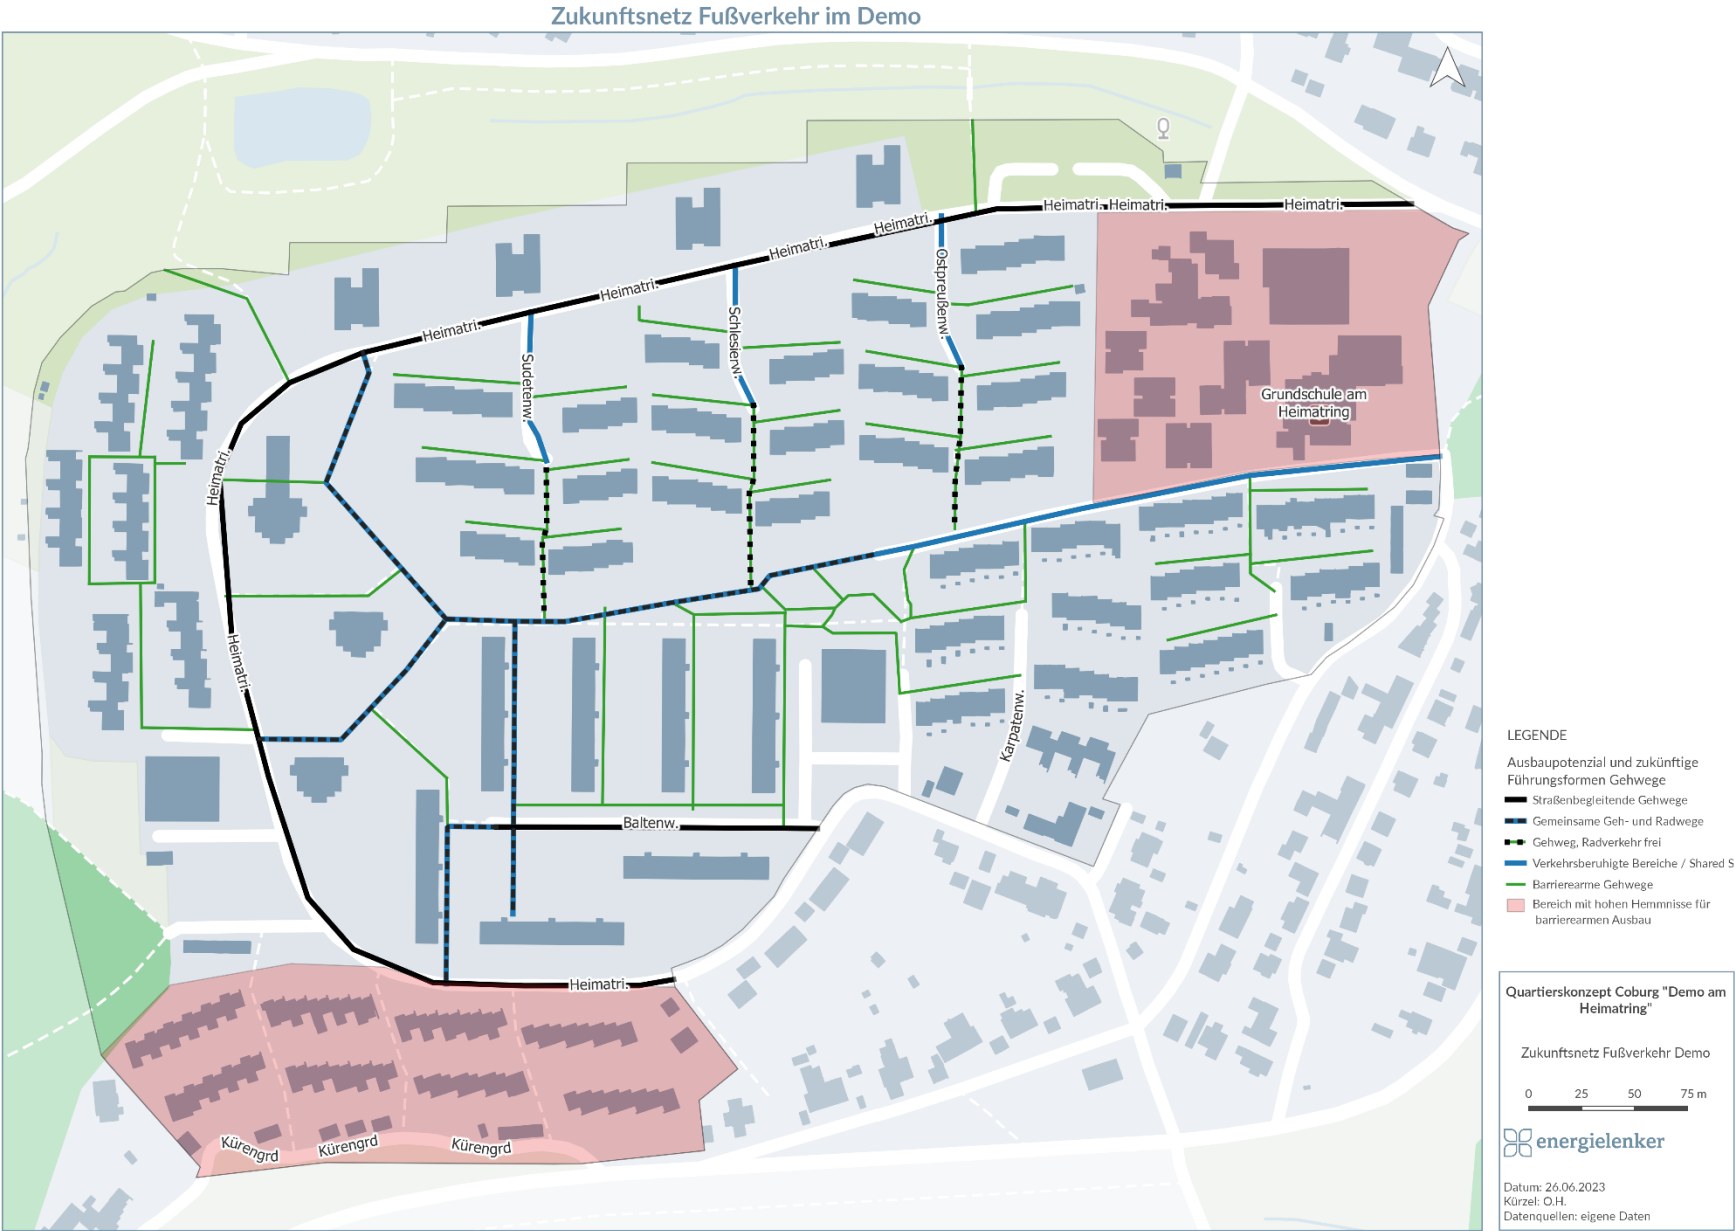 Zukunftsnetz Fußverkehr im Demo
Heimatri. Heimatri. Heimatri.
Heimatri.
Heimatri.
Heimatri.
Heimatri.
Ostpreußenw.
Schlesienw.
Sudetenw.
Grundschule am
Heimatring
Heimatri.
Heimatri.
Karpatenw.
Baltenw.
Heimatri.
Kürengrd
Kürengrd
Kürengrd
LEGENDE
Ausbaupotenzial und zukünftige
Führungsformen Gehwege
Straßenbegleitende Gehwege
Gemeinsame Geh- und Radwege
Gehweg, Radverkehr frei
Verkehrsberuhigte Bereiche / Shared S
Barrierearme Gehwege
Bereich mit hohen Hemmnisse für
barrierearmen Ausbau
Quartierskonzept Coburg "Demo am
Heimatring"
Zukunftsnetz Fußverkehr Demo
0 25 50 75 m
energielenker
Datum: 26.06.2023
Kürzel: O.H.
Datenquellen: eigene Daten